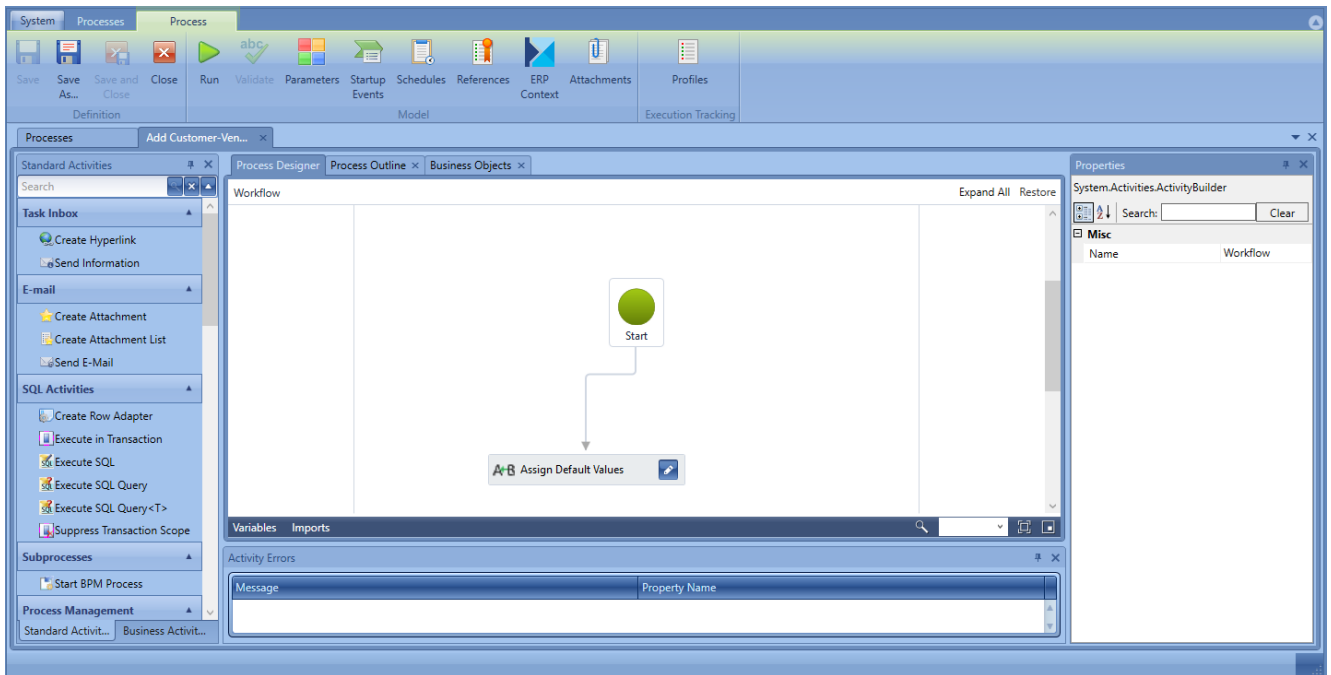 System Processes Process
abc
Save Save As... Save and Close Close Run Validate Parameters Startup Events Schedules References ERP Context Attachments Profiles
Definition Model Execution Tracking
Processes Add Customer-Ven...
Standard Activities
Search
Task Inbox
Create Hyperlink
Send Information
E-mail
Create Attachment
Create Attachment List
Send E-Mail
SQL Activities
Create Row Adapter
Execute in Transaction
Execute SQL
Execute SQL Query
Execute SQL Query<T>
Suppress Transaction Scope
Subprocesses
Start BPM Process
Process Management
Standard Activit... Business Activit...
Process Designer Process Outline Business Objects
Workflow Expand All Restore
Start
A+B Assign Default Values
Variables Imports
Activity Errors
Message Property Name
Properties
System.Activities.ActivityBuilder
Search: Clear
Misc
Name Workflow